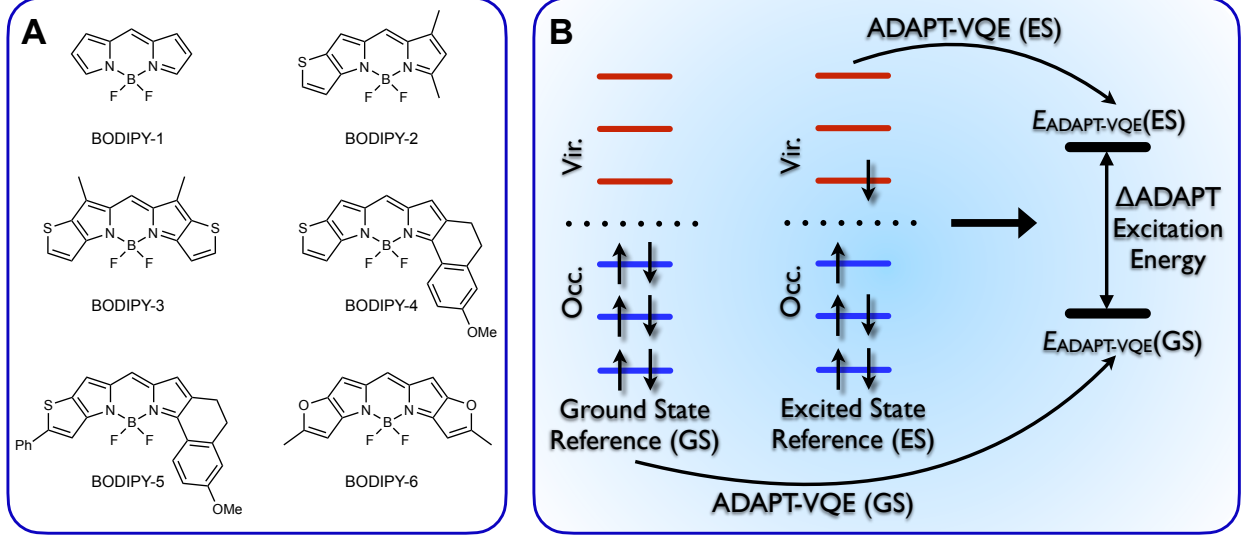 A
N
N
B
F
F
BODIPY-1
S
N
N
B
F
F
BODIPY-2
S
S
N
N
B
F
F
BODIPY-3
S
N
N
B
F
F
OMe
BODIPY-4
S
Ph
N
N
B
F
F
OMe
BODIPY-5
O
O
N
N
B
F
F
BODIPY-6
B
ADAPT-VQE (ES)
Vir.
Occ.
Ground State
Reference (GS)
Vir.
Occ.
Excited State
Reference (ES)
EADAPT-VQE(ES)
ΔADAPT
Excitation
Energy
EADAPT-VQE(GS)
ADAPT-VQE (GS)